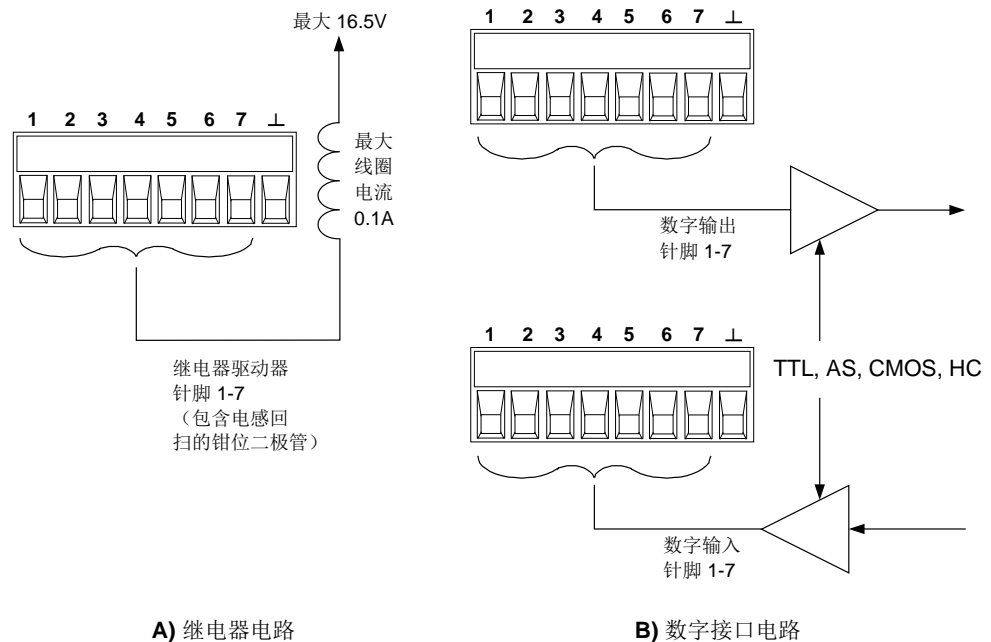 最大 16.5V
1 2 3 4 5 6 7 ⊥
最大
线圈
电流
0.1A
继电器驱动器
针脚 1-7
（包含电感回
扫的钳位二极管）
A) 继电器电路
1 2 3 4 5 6 7 ⊥
数字输出
针脚 1-7
TTL, AS, CMOS, HC
1 2 3 4 5 6 7 ⊥
数字输入
针脚 1-7
B) 数字接口电路